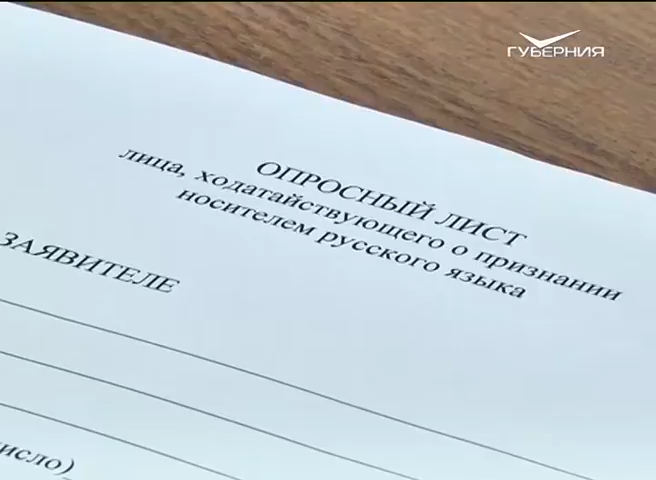 ГУБЕРНИЯ
ОПРОСНЫЙ ЛИСТ
лица, ходатайствующего о признании
носителем русского языка
ЗАЯВИТЕЛЕ
число)